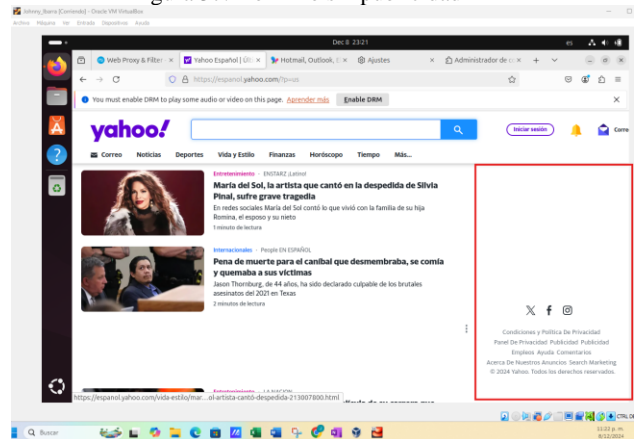 Johnny_Ibarra [Corriendo] - Oracle VM VirtualBox
Archivo Máquina Ver Entrada Dispositivos Ayuda
Dec 8 23:21
es
Web Proxy & Filter
Yahoo Español | Últ
Hotmail, Outlook, E
Ajustes
Administrador de co
https://espanol.yahoo.com/?p=us
You must enable DRM to play some audio or video on this page. Aprender más Enable DRM
yahoo!
Iniciar sesión
Correo
Correo Noticias Deportes Vida y Estilo Finanzas Horóscopo Tiempo Más...
Entretenimiento · EnSTARZ ¡Latino!
María del Sol, la artista que cantó en la despedida de Silvia
Pinal, sufre grave tragedia
En redes sociales María del Sol contó lo que vivió con la familia de su hija
Romina, el esposo y su nieto
1 minuto de lectura
Internacionales · People EN ESPAÑOL
Pena de muerte para el caníbal que desmembraba, se comía
y quemaba a sus víctimas
Jason Thornburg, de 44 años, ha sido declarado culpable de los brutales
asesinatos del 2021 en Texas
2 minutos de lectura
Condiciones y Política De Privacidad
Panel De Privacidad Publicidad Publicidad
Empleos Ayuda Comentarios
Acerca De Nuestros Anuncios Search Marketing
© 2024 Yahoo. Todos los derechos reservados.
https://espanol.yahoo.com/vida-estilo/mar...ol-artista-cantó-despedida-213007800.html
CTRL DE
Buscar
11:22 p. m.
8/12/2024